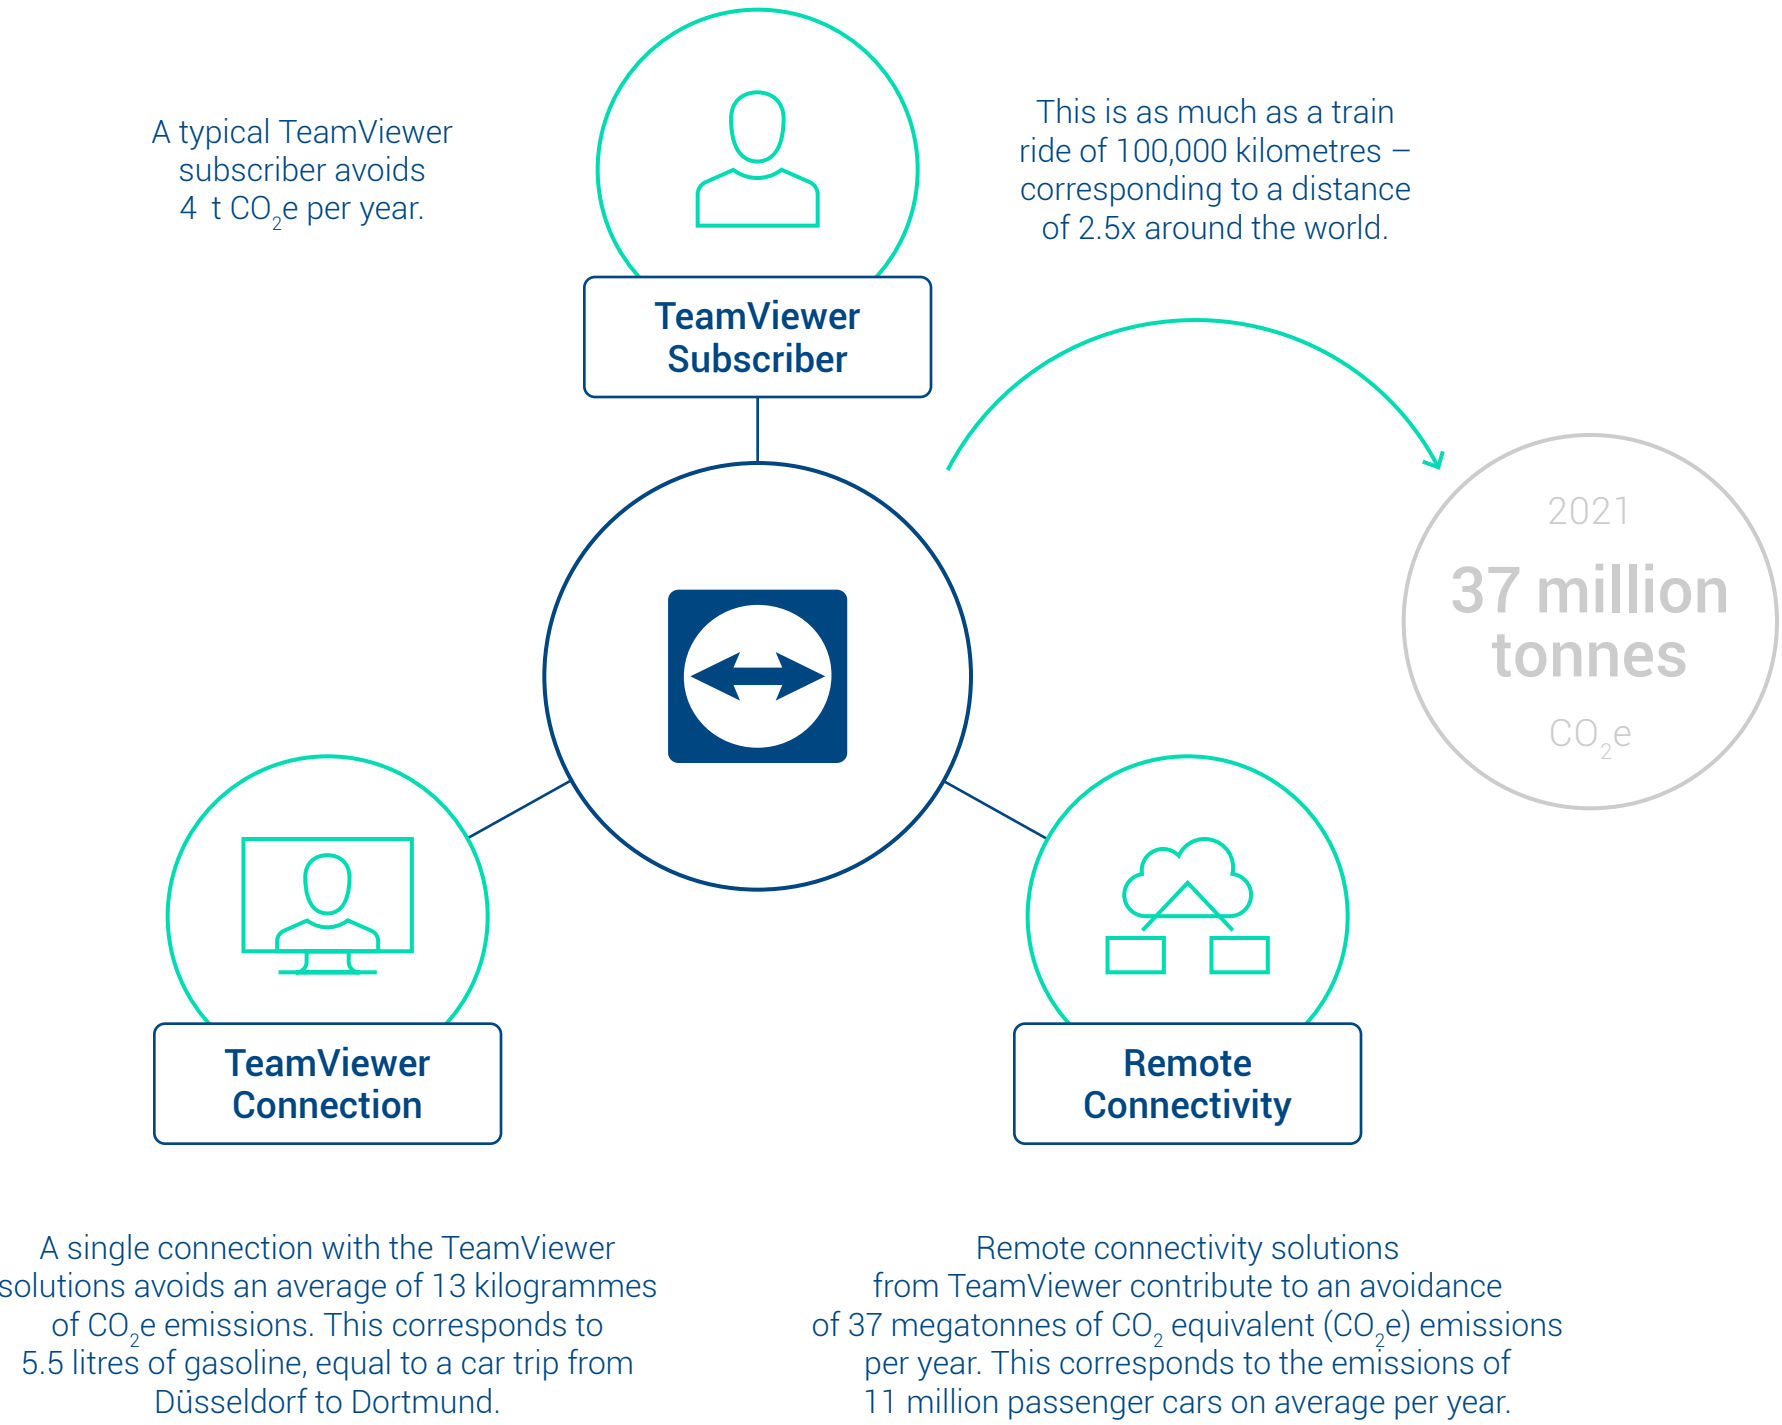 A typical TeamViewer
subscriber avoids
4 t CO₂e per year.
This is as much as a train
ride of 100,000 kilometres –
corresponding to a distance
of 2.5x around the world.
TeamViewer
Subscriber
2021
37 million
tonnes
CO₂e
TeamViewer
Connection
Remote
Connectivity
A single connection with the TeamViewer
solutions avoids an average of 13 kilogrammes
of CO₂e emissions. This corresponds to
5.5 litres of gasoline, equal to a car trip from
Düsseldorf to Dortmund.
Remote connectivity solutions
from TeamViewer contribute to an avoidance
of 37 megatonnes of CO₂ equivalent (CO₂e) emissions
per year. This corresponds to the emissions of
11 million passenger cars on average per year.